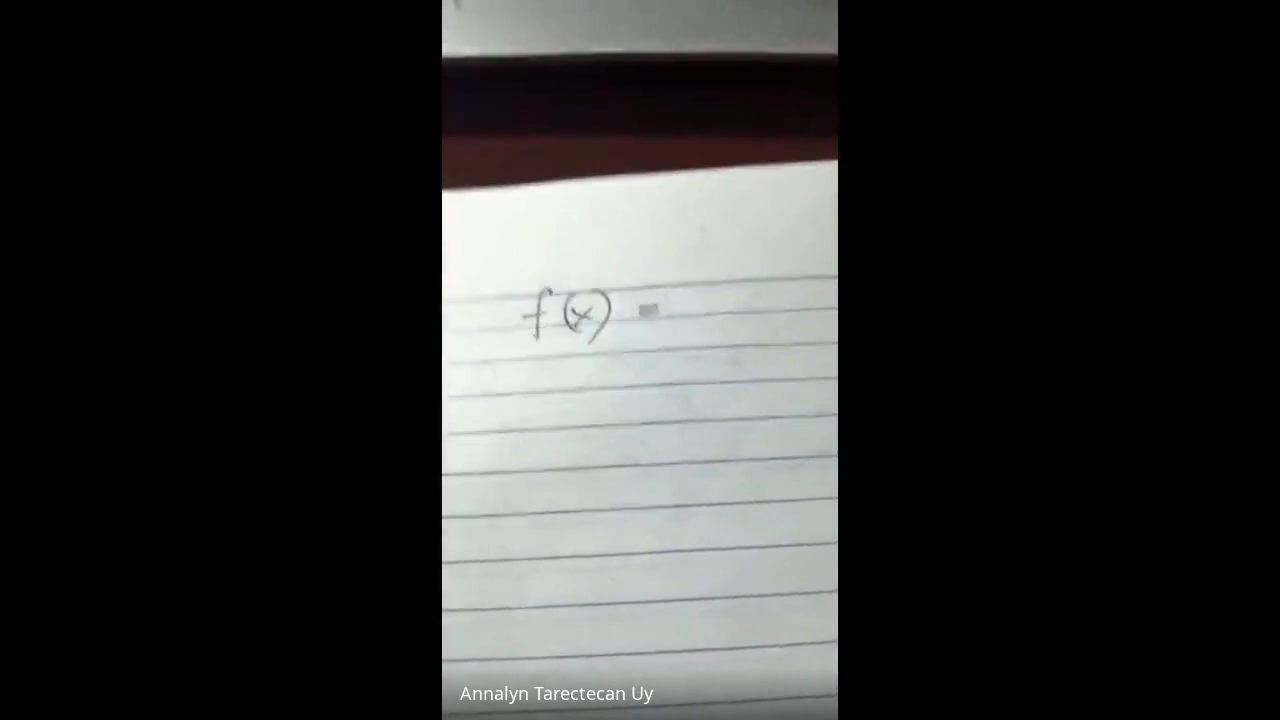 f(x) =
Annalyn Tarectecan Uy